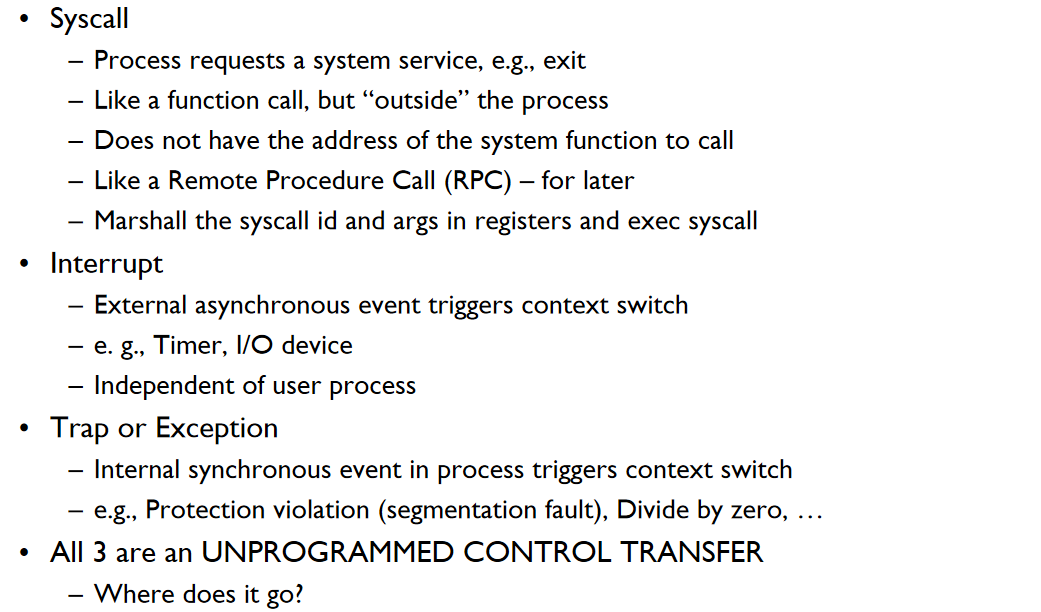 • Syscall
– Process requests a system service, e.g., exit
– Like a function call, but “outside” the process
– Does not have the address of the system function to call
– Like a Remote Procedure Call (RPC) – for later
– Marshall the syscall id and args in registers and exec syscall
• Interrupt
– External asynchronous event triggers context switch
– e. g., Timer, I/O device
– Independent of user process
• Trap or Exception
– Internal synchronous event in process triggers context switch
– e.g., Protection violation (segmentation fault), Divide by zero, …
• All 3 are an UNPROGRAMMED CONTROL TRANSFER
– Where does it go?